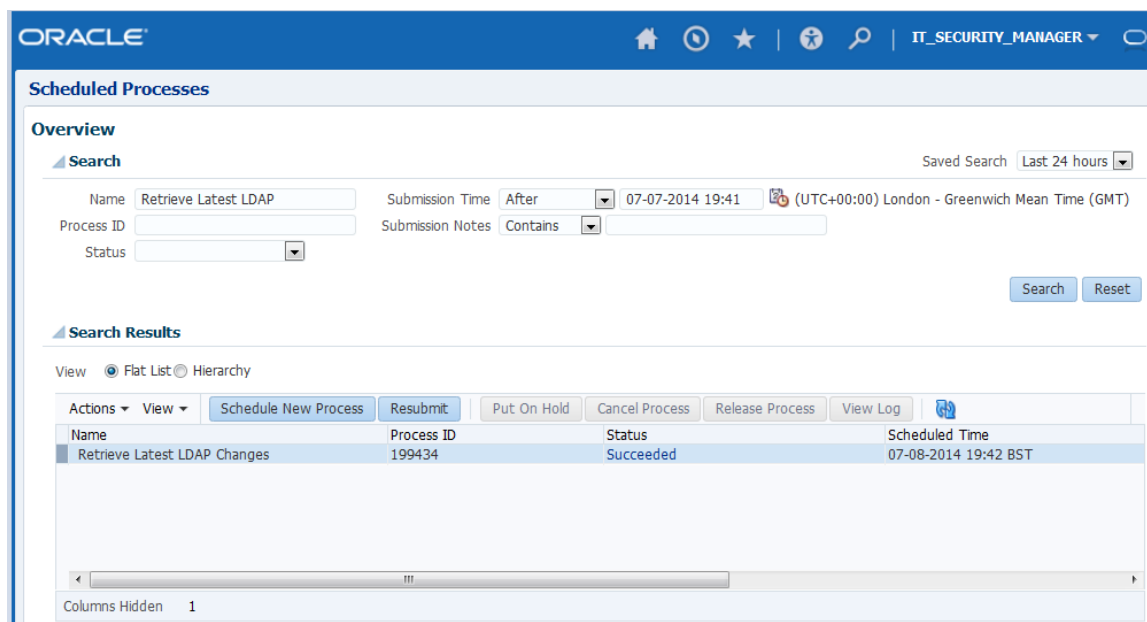 ORACLE IT_SECURITY_MANAGER
Scheduled Processes
Overview
Search Saved Search Last 24 hours
Name Retrieve Latest LDAP Submission Time After 07-07-2014 19:41 (UTC+00:00) London - Greenwich Mean Time (GMT)
Process ID Submission Notes Contains
Status
Search Reset
Search Results
View Flat List Hierarchy
Actions View Schedule New Process Resubmit Put On Hold Cancel Process Release Process View Log
Name Process ID Status Scheduled Time
Retrieve Latest LDAP Changes 199434 Succeeded 07-08-2014 19:42 BST
Columns Hidden 1